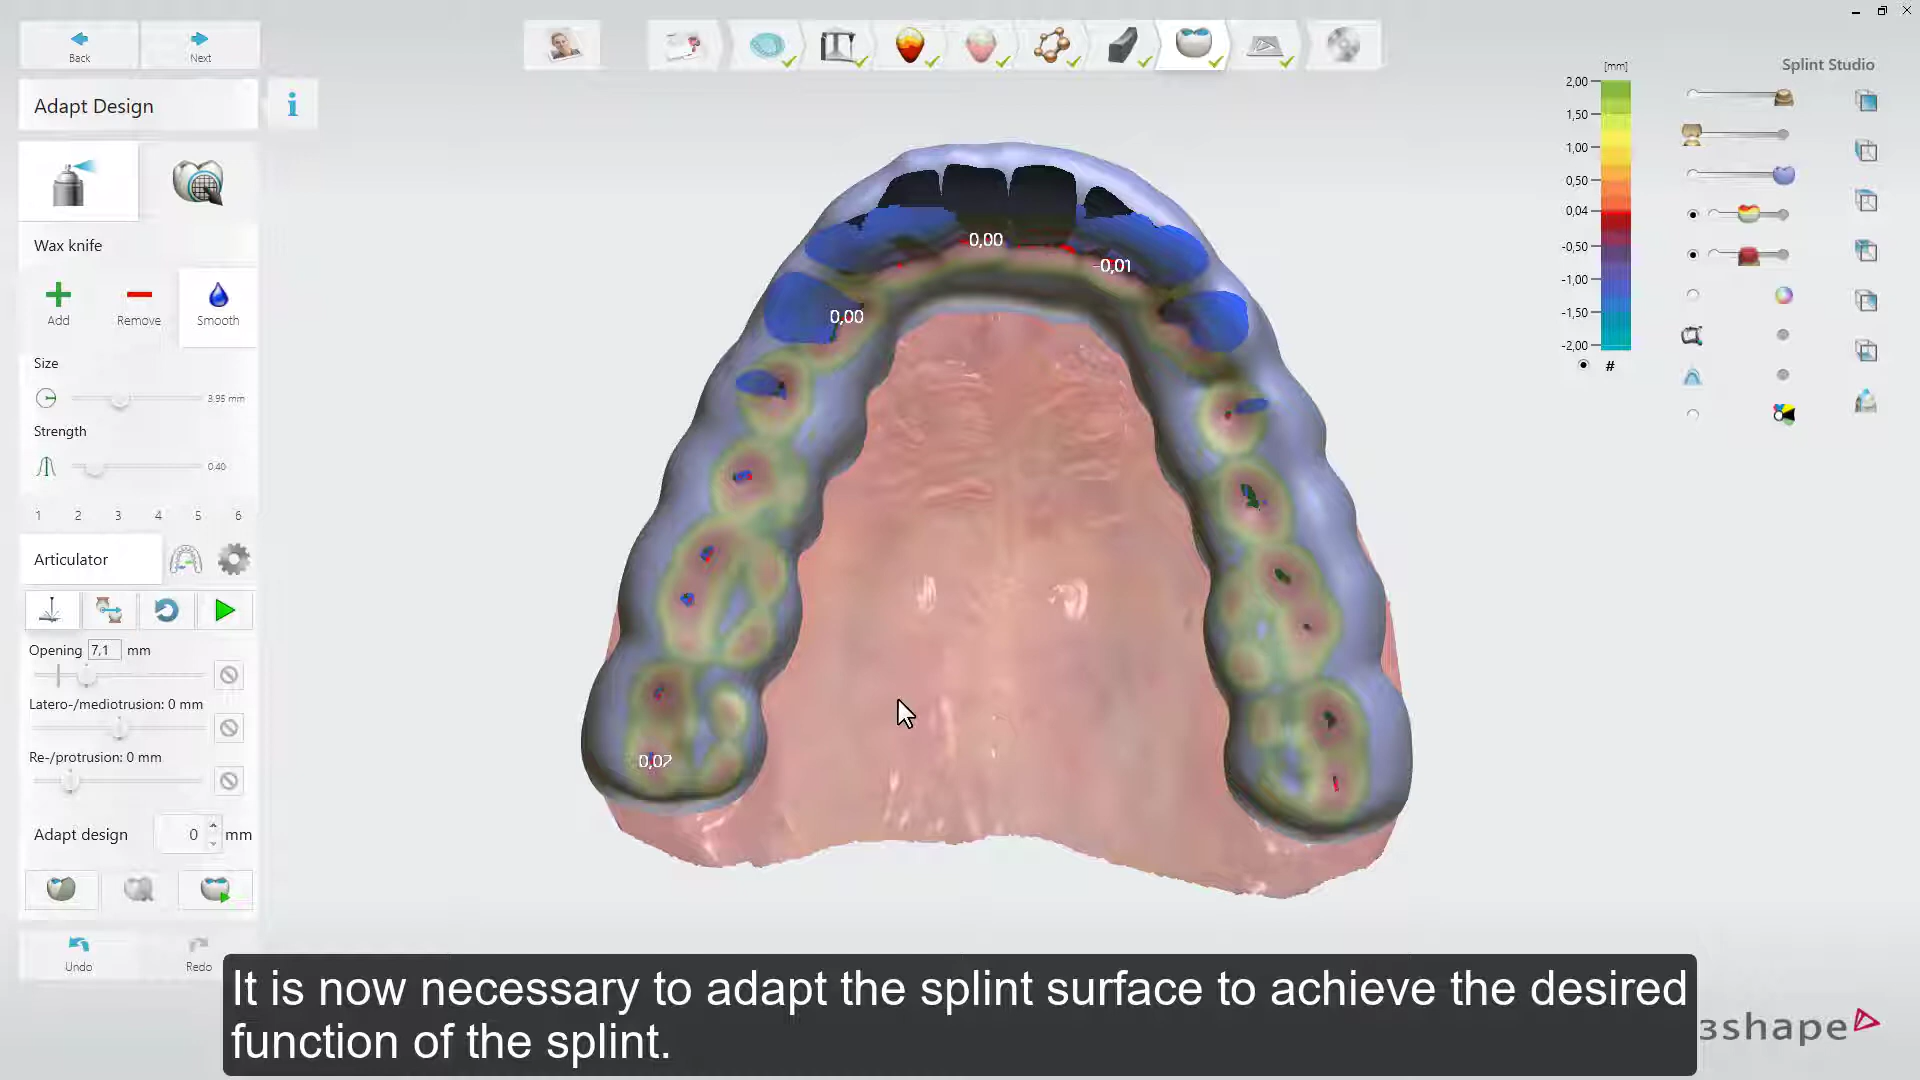 Back
Next
Adapt Design
i
Wax knife
Add
Remove
Smooth
Size
3.95 mm
Strength
0.40
1 2 3 4 5 6
Articulator
Opening 7,1 mm
Latero-/mediotrusion: 0 mm
Re-/protrusion: 0 mm
Adapt design 0 mm
Undo
Redo
0,00
-0,01
0,00
0,07
Splint Studio
[mm]
2,00
1,50
1,00
0,50
0,04
-0,50
-1,00
-1,50
-2,00
#
It is now necessary to adapt the splint surface to achieve the desired
function of the splint.
3shape